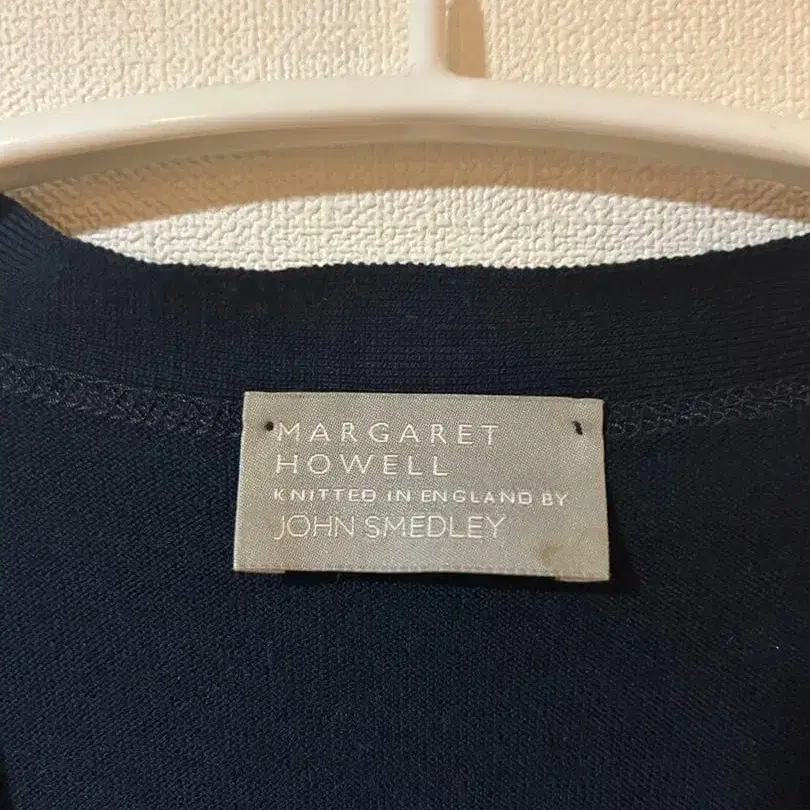 MARGARET
HOWELL
KNITTED IN ENGLAND BY
JOHN SMEDLEY